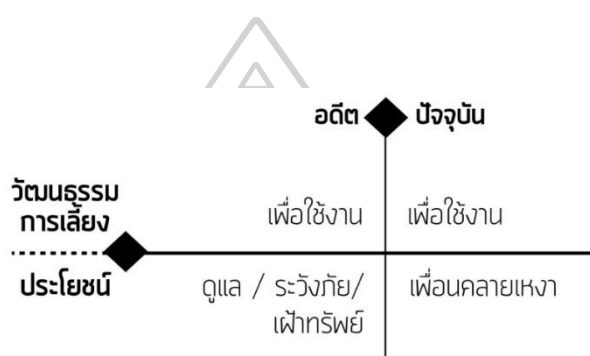 อดีต ปัจจุบัน
วัฒนธรรม
การเลี้ยง
เพื่อใช้งาน เพื่อใช้งาน
ประโยชน์
ดูแล / ระวังภัย/
เฝ้าทรัพย์
เพื่อนคลายเหงา